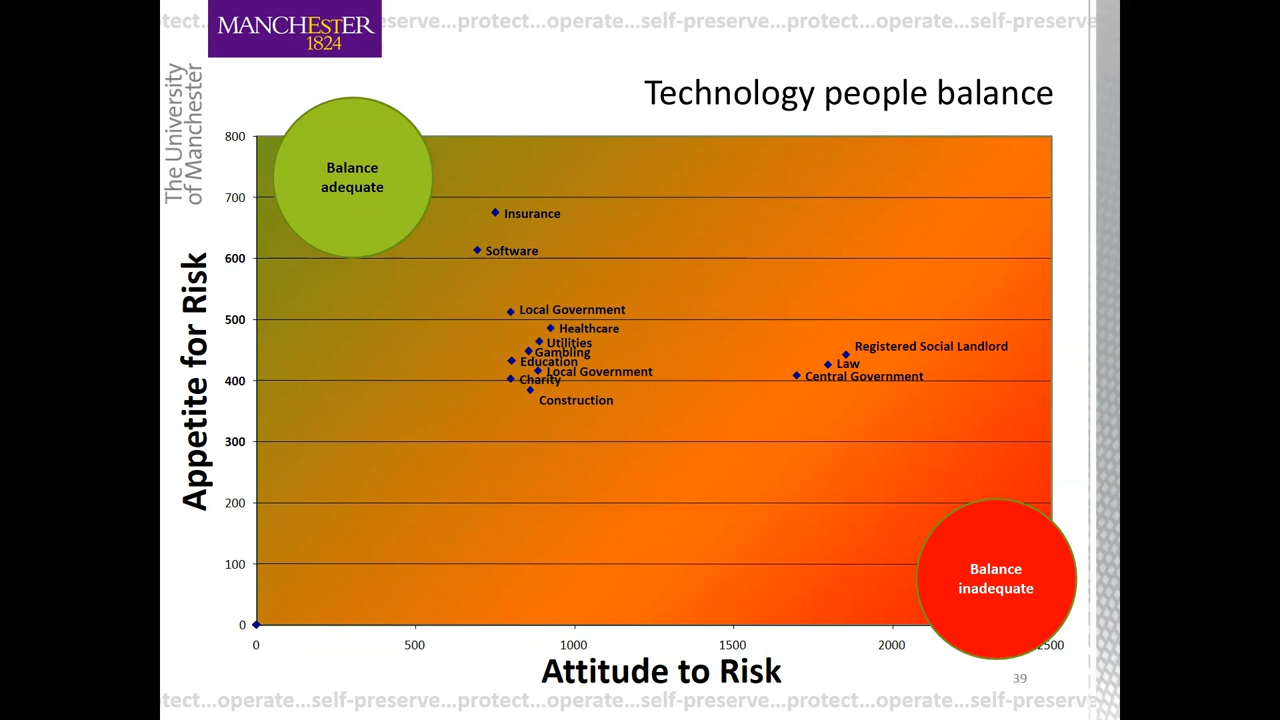 tect...operate...self-preserve...protect...operate...self-preserve...protect...operate...self-preserve
MANCHESTER
1824
The University
of Manchester
Technology people balance
Balance
adequate
800
700
600
500
400
300
200
100
0
Appetite for Risk
Insurance
Software
Local Government
Healthcare
Utilities
Gambling
Education
Local Government
Charity
Construction
Registered Social Landlord
Law
Central Government
Balance
inadequate
0 500 1000 1500 2000 500
Attitude to Risk
39
tect...operate...self-preserve...protect...operate...self-preserve...protect...operate...self-preserve